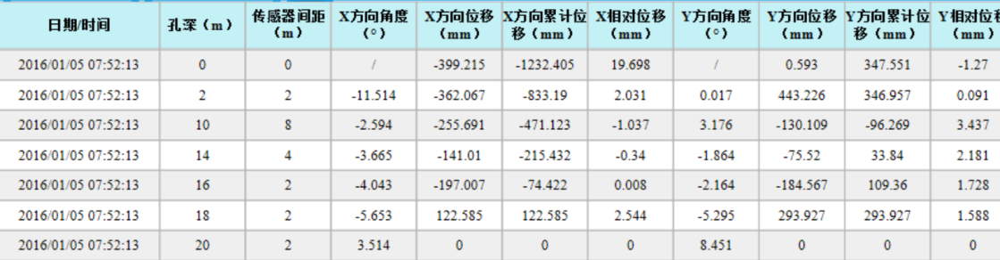 日期/时间 孔深（m） 传感器间距（m） X方向角度（°） X方向位移（mm） X方向累计位移（mm） X相对位移（mm） Y方向角度（°） Y方向位移（mm） Y方向累计位移（mm） Y相对位移（mm）
2016/01/05 07:52:13 0 0 / -399.215 -1232.405 19.698 / 0.593 347.551 -1.27
2016/01/05 07:52:13 2 2 -11.514 -362.067 -833.19 2.031 0.017 443.226 346.957 0.091
2016/01/05 07:52:13 10 8 -2.594 -255.691 -471.123 -1.037 3.176 -130.109 -96.269 3.437
2016/01/05 07:52:13 14 4 -3.665 -141.01 -215.432 -0.34 -1.864 -75.52 33.84 2.181
2016/01/05 07:52:13 16 2 -4.043 -197.007 -74.422 0.008 -2.164 -184.567 109.36 1.728
2016/01/05 07:52:13 18 2 -5.653 122.585 122.585 2.544 -5.295 293.927 293.927 1.588
2016/01/05 07:52:13 20 2 3.514 0 0 0 8.451 0 0 0